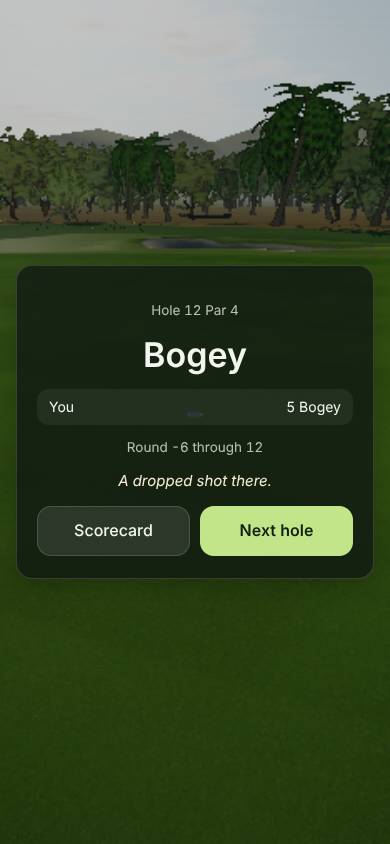 Hole 12 Par 4
Bogey
You 5 Bogey
Round -6 through 12
A dropped shot there.
Scorecard Next hole